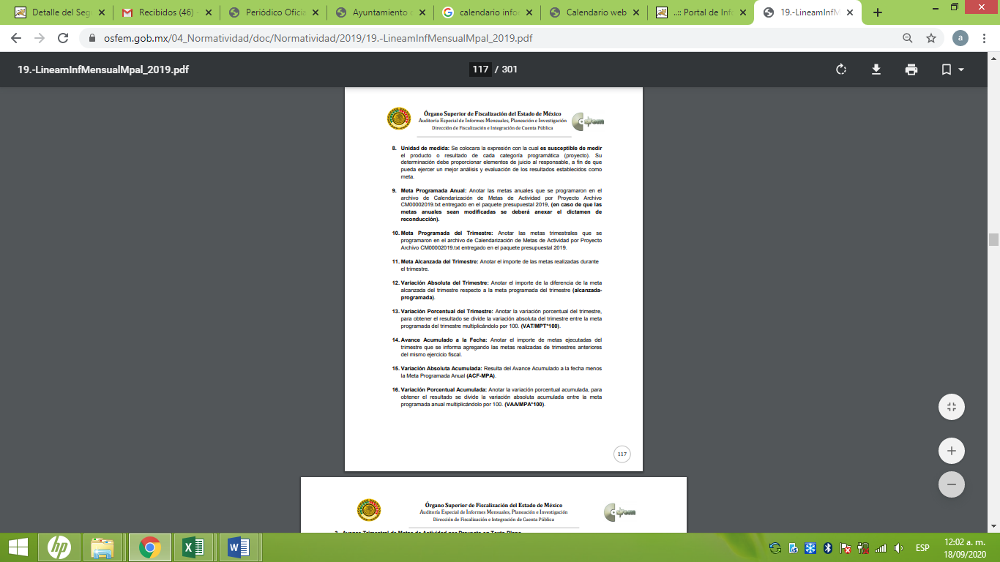 Detalle del Seg
Recibidos (46) -
Periódico Oficia
Ayuntamiento d
calendario infor
Calendario web
..:: Portal de Info
19.-LineamInfM
osfem.gob.mx/04_Normatividad/doc/Normatividad/2019/19.-LineamInfMensualMpal_2019.pdf
a
19.-LineamInfMensualMpal_2019.pdf
117 / 301
Órgano Superior de Fiscalización del Estado de México
Auditoría Especial de Informes Mensuales, Planeación e Investigación
Dirección de Fiscalización e Integración de Cuenta Pública
8. Unidad de medida: Se colocara la expresión con la cual es susceptible de medir
el producto o resultado de cada categoría programática (proyecto). Su
determinación debe proporcionar elementos de juicio al responsable, a fin de que
pueda ejercer un mejor análisis y evaluación de los resultados establecidos como
meta.
9. Meta Programada Anual: Anotar las metas anuales que se programaron en el
archivo de Calendarización de Metas de Actividad por Proyecto Archivo
CM00002019.txt entregado en el paquete presupuestal 2019, (en caso de que las
metas anuales sean modificadas se deberá anexar el dictamen de
reconducción).
10. Meta Programada del Trimestre: Anotar las metas trimestrales que se
programaron en el archivo de Calendarización de Metas de Actividad por Proyecto
Archivo CM00002019.txt entregado en el paquete presupuestal 2019.
11. Meta Alcanzada del Trimestre: Anotar el importe de las metas realizadas durante
el trimestre.
12. Variación Absoluta del Trimestre: Anotar el importe de la diferencia de la meta
alcanzada del trimestre respecto a la meta programada del trimestre (alcanzada-
programada).
13. Variación Porcentual del Trimestre: Anotar la variación porcentual del trimestre,
para obtener el resultado se divide la variación absoluta del trimestre entre la meta
programada del trimestre multiplicándolo por 100. (VAT/MPT*100).
14. Avance Acumulado a la Fecha: Anotar el importe de metas ejecutadas del
trimestre que se informa agregando las metas realizadas de trimestres anteriores
del mismo ejercicio fiscal.
15. Variación Absoluta Acumulada: Resulta del Avance Acumulado a la fecha menos
la Meta Programada Anual (ACF-MPA).
16. Variación Porcentual Acumulada: Anotar la variación porcentual acumulada, para
obtener el resultado se divide la variación absoluta acumulada entre la meta
programada anual multiplicándolo por 100. (VAA/MPA*100).
117
Órgano Superior de Fiscalización del Estado de México
Auditoría Especial de Informes Mensuales, Planeación e Investigación
Dirección de Fiscalización e Integración de Cuenta Pública
ESP
12:02 a. m.
18/09/2020